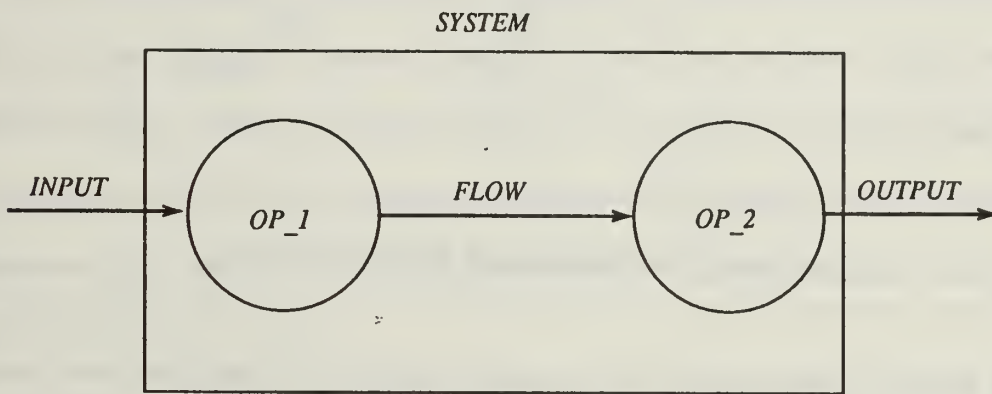 SYSTEM
INPUT
FLOW
OUTPUT
OP_1
OP_2